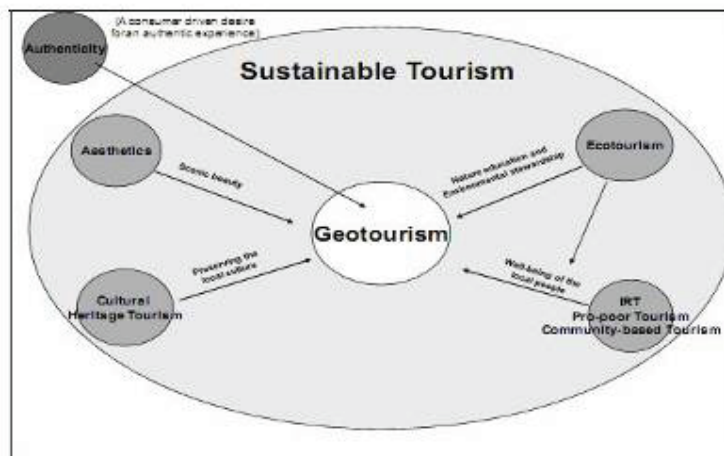 (A consumer driven desire
for an authentic experience)
Authenticity
Sustainable Tourism
Aesthetics
Ecotourism
Scenic beauty
Nature education and
Environmental stewardship
Geotourism
Preserving the
local culture
Well-being of the
local people
Cultural
Heritage Tourism
IRT
Pro-poor Tourism
Community-based Tourism